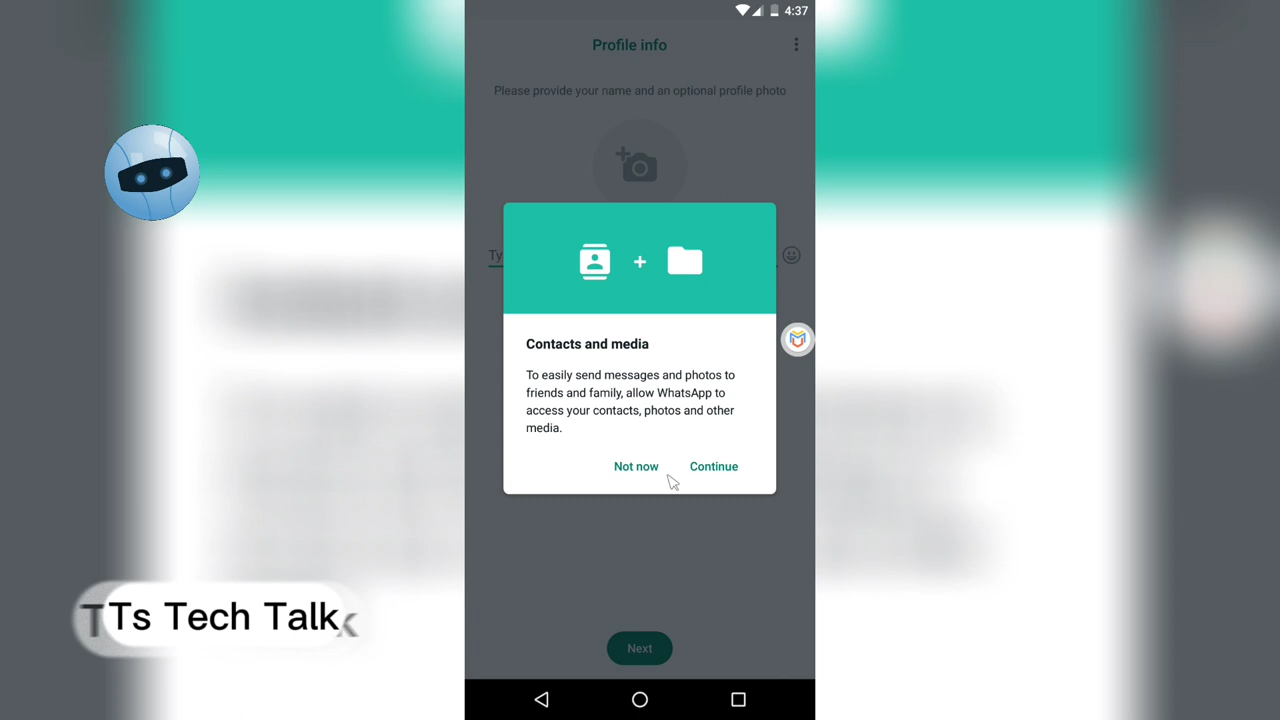 4:37
Profile info
Please provide your name and an optional profile photo
Ty
Contacts and media
To easily send messages and photos to
friends and family, allow WhatsApp to
access your contacts, photos and other
media.
Not now
Continue
Next
Ts Tech Talk